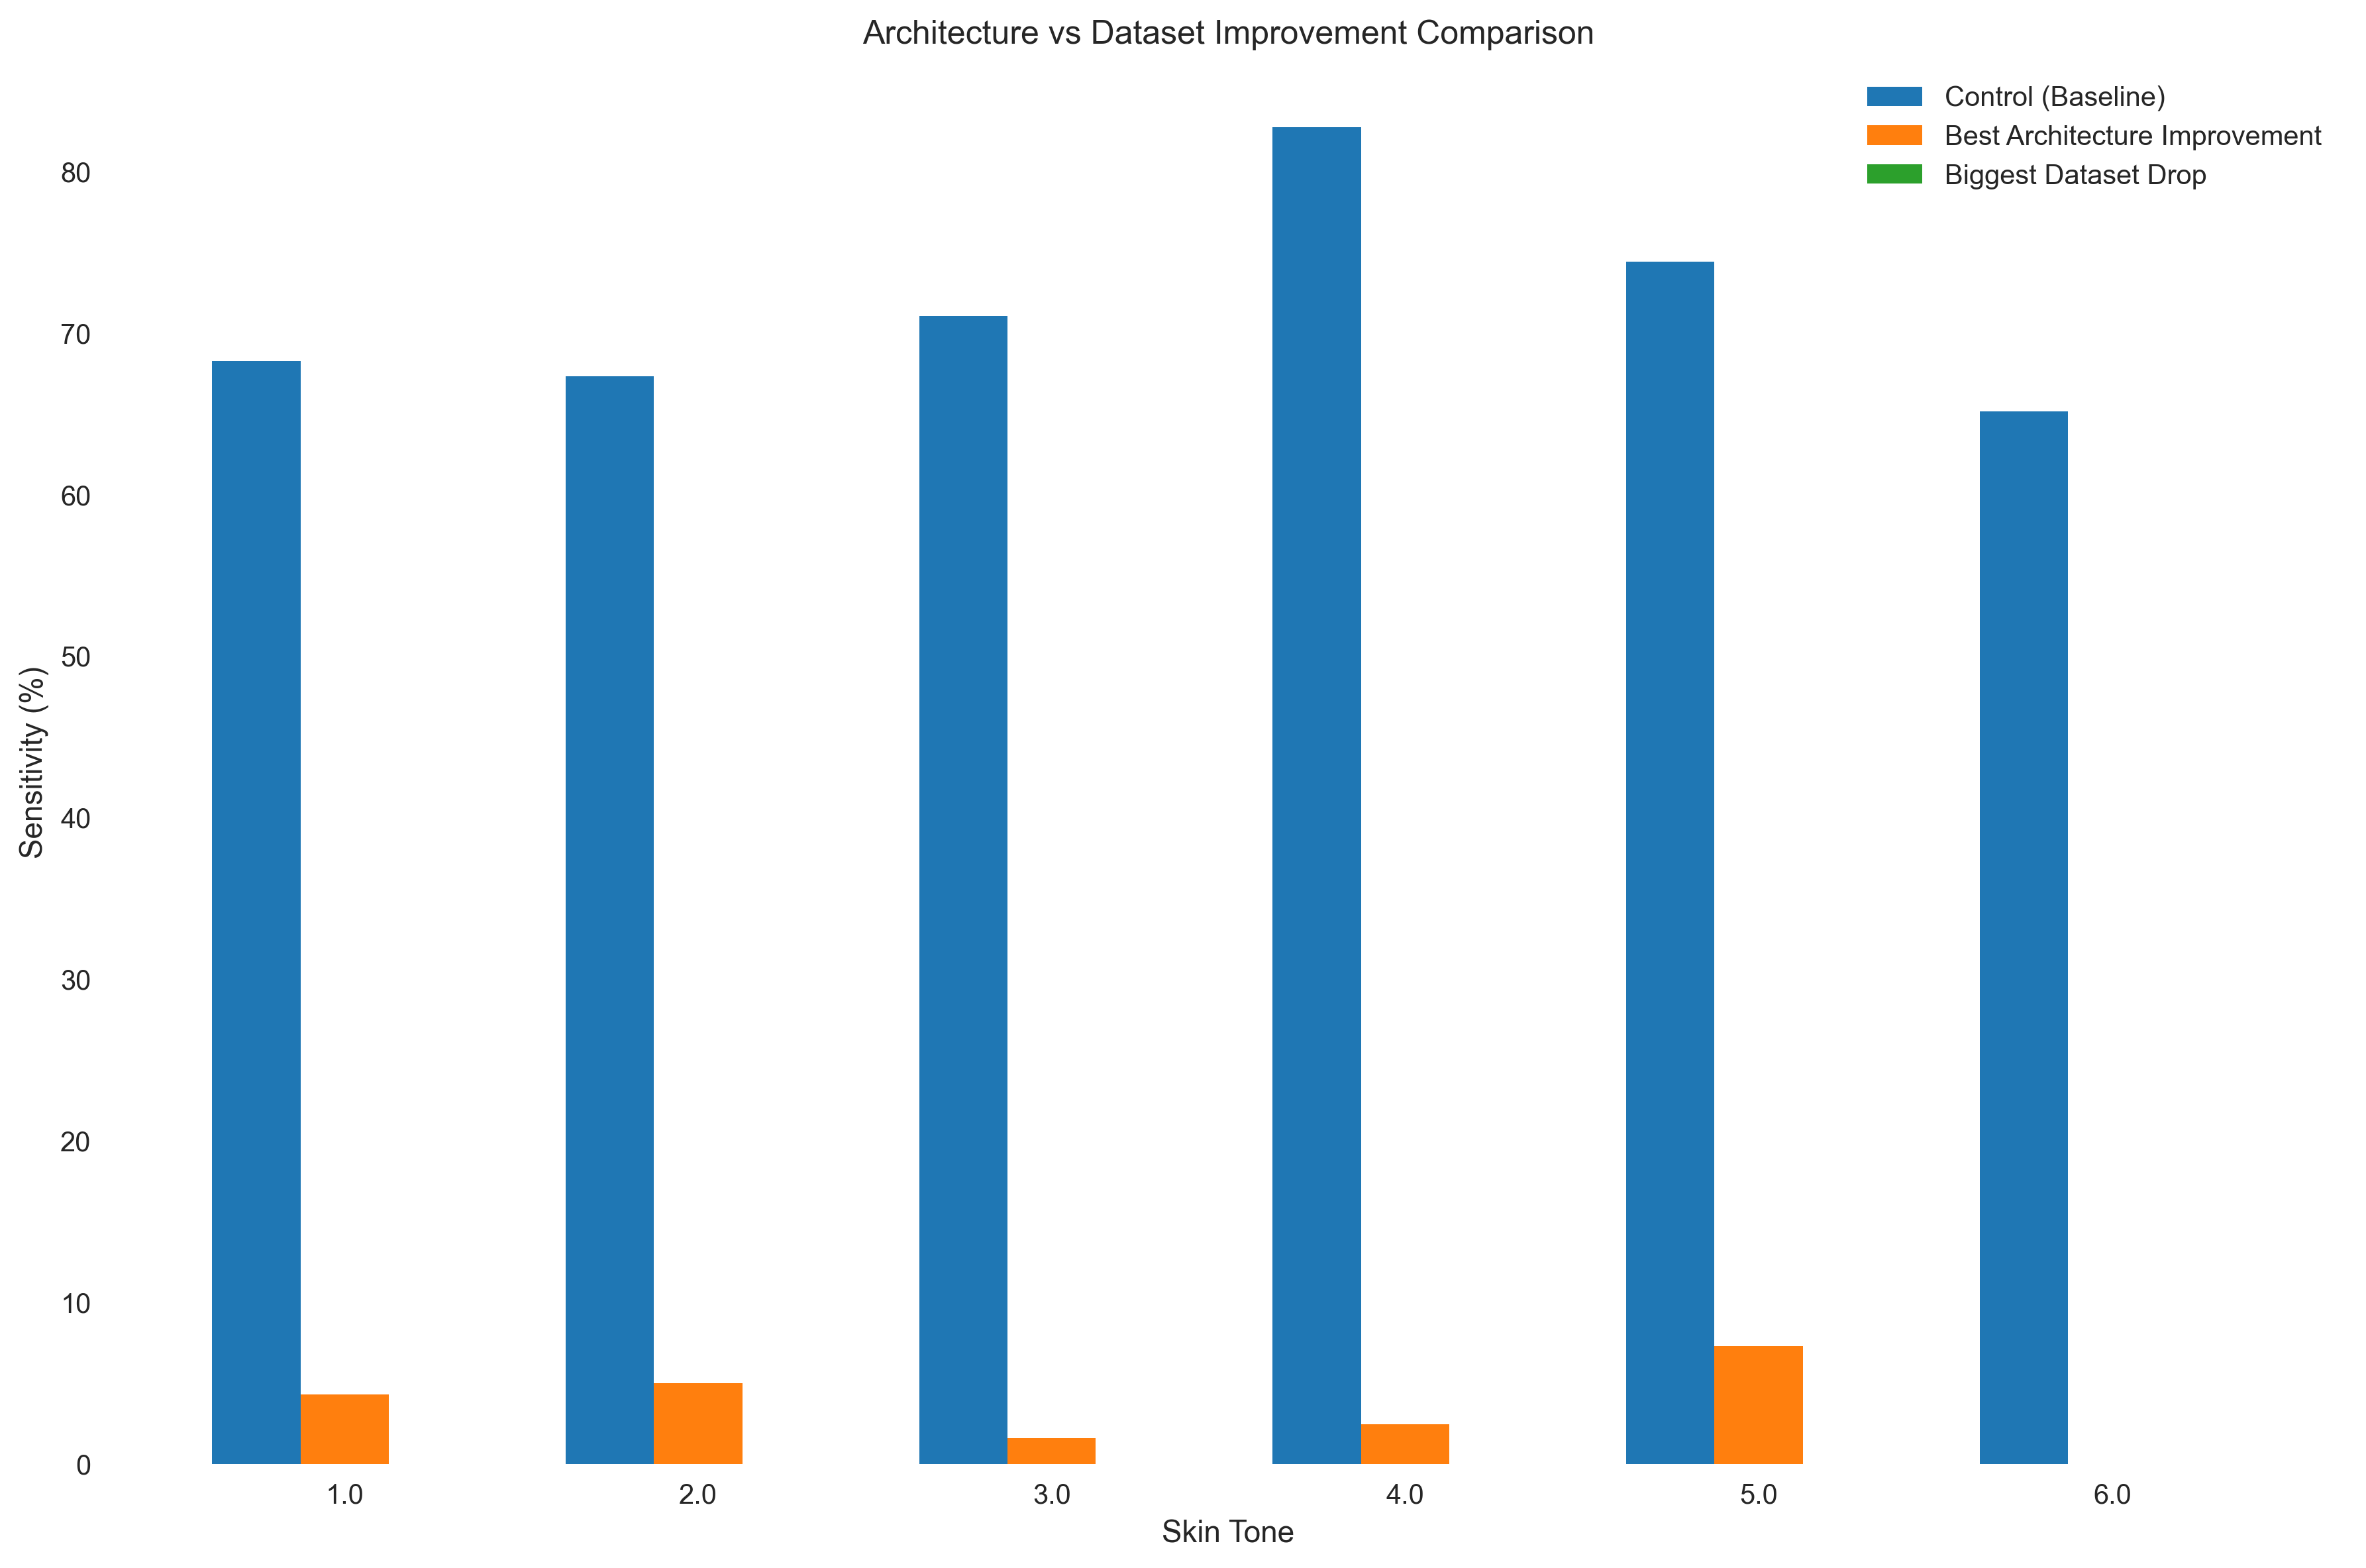 Architecture vs Dataset Improvement Comparison
Control (Baseline)
Best Architecture Improvement
Biggest Dataset Drop
80
70
60
50
40
30
20
10
0
Sensitivity (%)
1.0 2.0 3.0 4.0 5.0 6.0
Skin Tone